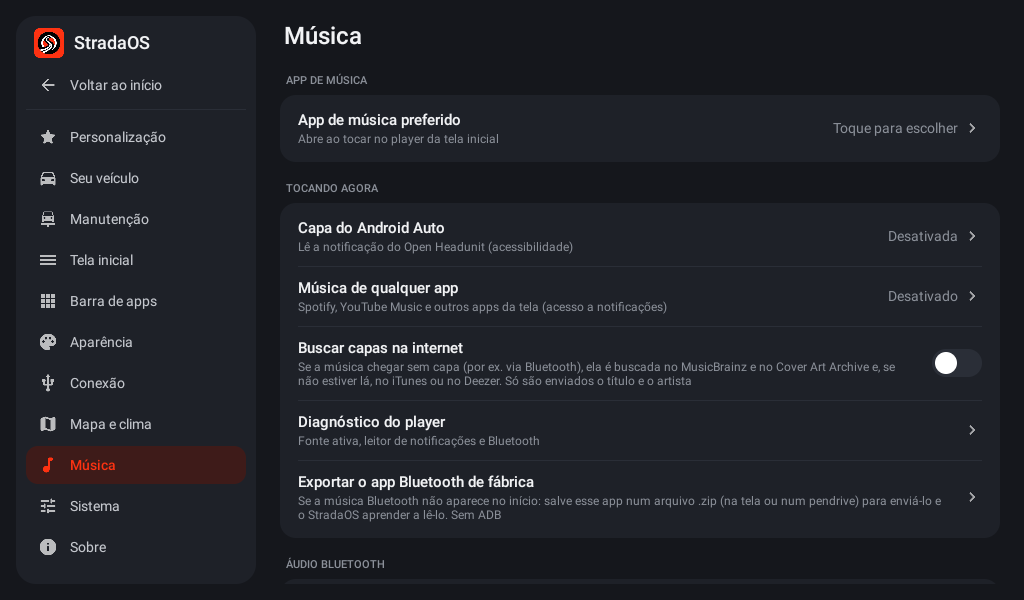 StradaOS
Voltar ao início
Personalização
Seu veículo
Manutenção
Tela inicial
Barra de apps
Aparência
Conexão
Mapa e clima
Música
Sistema
Sobre
Música
APP DE MÚSICA
App de música preferido
Abre ao tocar no player da tela inicial
Toque para escolher
TOCANDO AGORA
Capa do Android Auto
Lê a notificação do Open Headunit (acessibilidade)
Desativada
Música de qualquer app
Spotify, YouTube Music e outros apps da tela (acesso a notificações)
Desativado
Buscar capas na internet
Se a música chegar sem capa (por ex. via Bluetooth), ela é buscada no MusicBrainz e no Cover Art Archive e, se
não estiver lá, no iTunes ou no Deezer. Só são enviados o título e o artista
Diagnóstico do player
Fonte ativa, leitor de notificações e Bluetooth
Exportar o app Bluetooth de fábrica
Se a música Bluetooth não aparece no início: salve esse app num arquivo .zip (na tela ou num pendrive) para enviá-lo e
o StradaOS aprender a lê-lo. Sem ADB
ÁUDIO BLUETOOTH